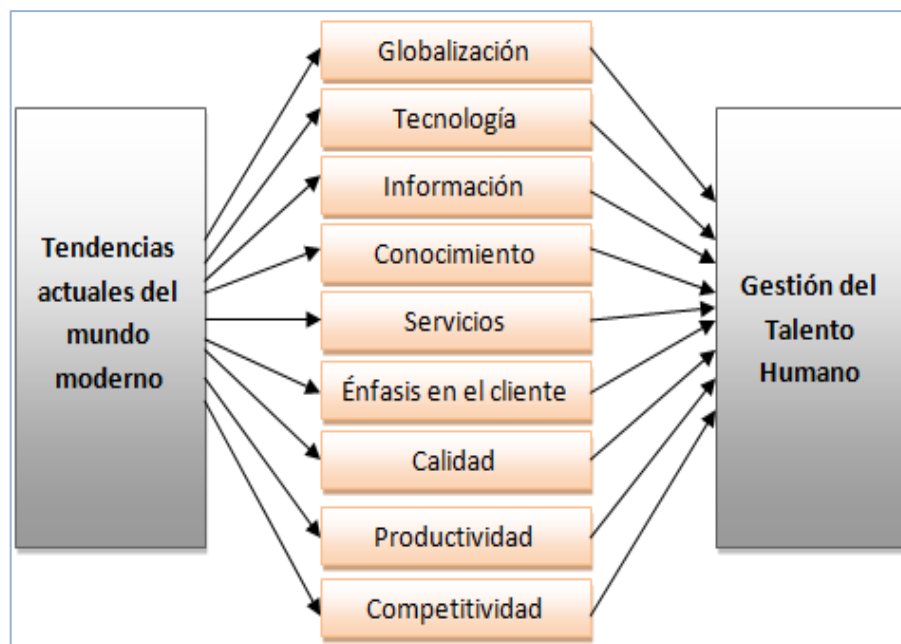 Globalización
Tecnología
Información
Conocimiento
Servicios
Énfasis en el cliente
Calidad
Productividad
Competitividad
Tendencias
actuales del
mundo
moderno
Gestión del
Talento
Humano